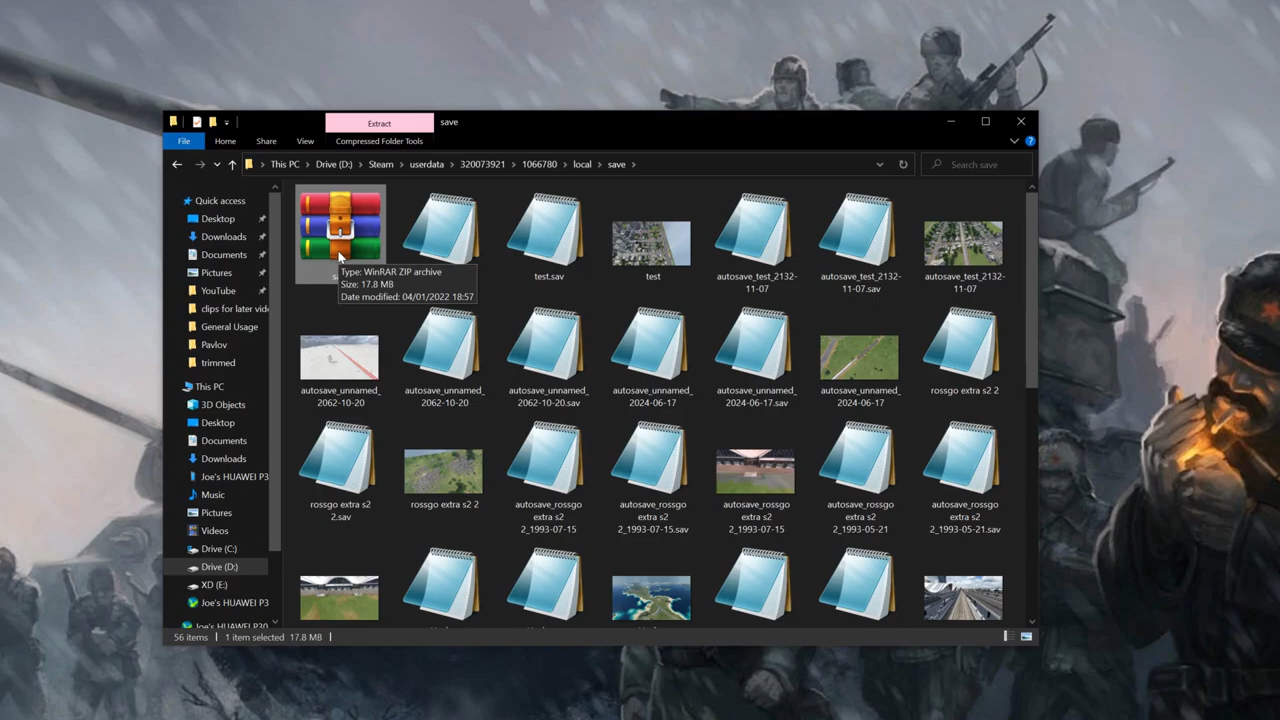 Extract
save
File
Home
Share
View
Compressed Folder Tools
This PC
Drive (D:)
Steam
userdata
320073921
1066780
local
save
Search save
Quick access
Desktop
Downloads
Documents
Pictures
YouTube
clips for later vide
General Usage
Pavlov
trimmed
This PC
3D Objects
Desktop
Documents
Downloads
Joe's HUAWEI P3
Music
Pictures
Videos
Drive (C:)
Drive (D:)
XD (E:)
Joe's HUAWEI P3
Joe's HUAWEI P30
Type: WinRAR ZIP archive
Size: 17.8 MB
Date modified: 04/01/2022 18:57
test.sav
test
autosave_test_2132-
11-07
autosave_test_2132-
11-07.sav
autosave_test_2132-
11-07
autosave_unnamed_
2062-10-20
autosave_unnamed_
2062-10-20
autosave_unnamed_
2062-10-20.sav
autosave_unnamed_
2024-06-17
autosave_unnamed_
2024-06-17.sav
autosave_unnamed_
2024-06-17
rossgo extra s2 2
rossgo extra s2
2.sav
rossgo extra s2 2
autosave_rossgo
extra s2
2_1993-07-15
autosave_rossgo
extra s2
2_1993-07-15.sav
autosave_rossgo
extra s2
2_1993-07-15
autosave_rossgo
extra s2
2_1993-05-21
autosave_rossgo
extra s2
2_1993-05-21.sav
56 items
1 item selected 17.8 MB